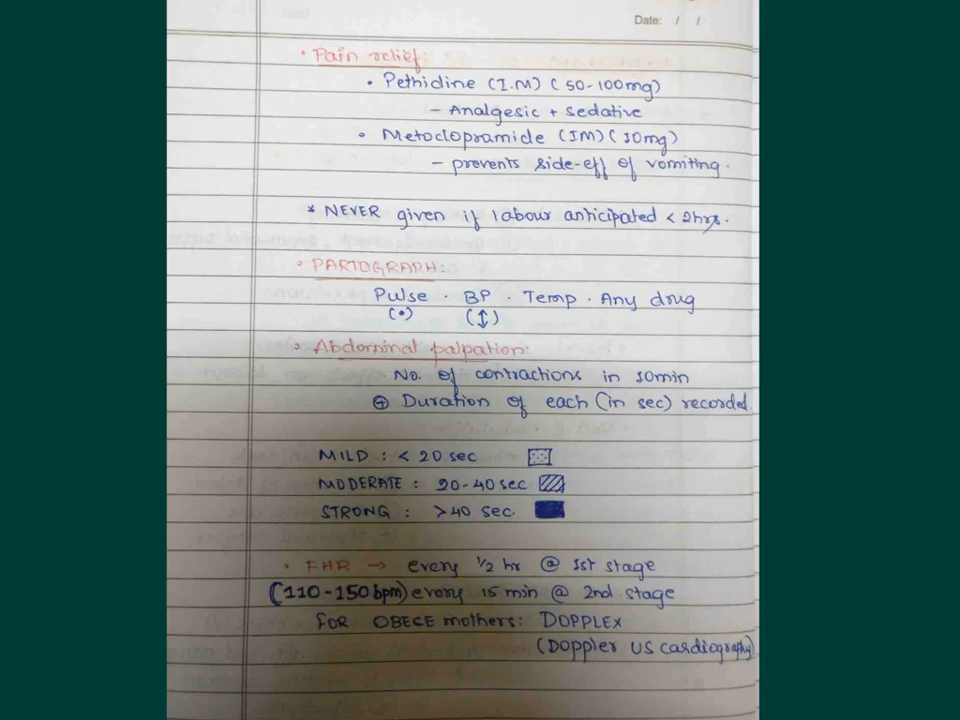 Date: / /
• Pain relief:
• Pethidine (I.M) (50-100mg)
- Analgesic + sedative
• Metoclopramide (IM) (10mg)
- prevents side-eff of vomiting.
* NEVER given if labour anticipated < 2hrs.
• PARTOGRAPH:
Pulse . BP . Temp . Any drug
(•) (↕)
• Abdominal palpation:
No. of contractions in 10min
⊕ Duration of each (in sec) recorded
MILD : < 20 sec
MODERATE : 20-40 sec
STRONG : >40 sec.
• FHR → every 1/2 hr @ 1st stage
(110-150 bpm) every 15 min @ 2nd stage
FOR OBESE mothers: DOPPLEX
(Doppler US cardiography)